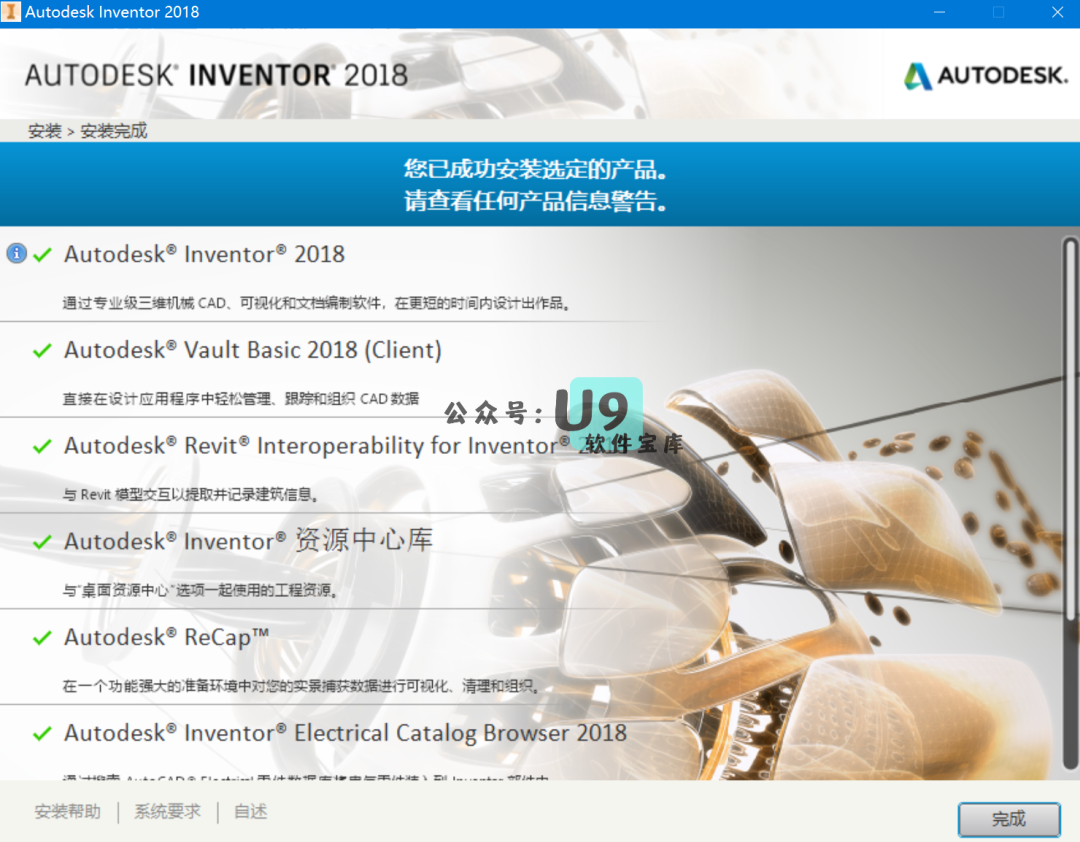 Autodesk Inventor 2018
AUTODESK® INVENTOR® 2018
AUTODESK.
安装 > 安装完成
您已成功安装选定的产品。
请查看任何产品信息警告。
Autodesk® Inventor® 2018
通过专业级三维机械 CAD、可视化和文档编制软件，在更短的时间内设计出作品。
Autodesk® Vault Basic 2018 (Client)
直接在设计应用程序中轻松管理、跟踪和组织 CAD 数据
公众号：U9
软件宝库
Autodesk® Revit® Interoperability for Inventor®
与 Revit 模型交互以提取并记录建筑信息。
Autodesk® Inventor® 资源中心库
与“桌面资源中心”选项一起使用的工程资源。
Autodesk® ReCap™
在一个功能强大的准备环境中对您的实景捕获数据进行可视化、清理和组织。
Autodesk® Inventor® Electrical Catalog Browser 2018
安装帮助 | 系统要求 | 自述
完成